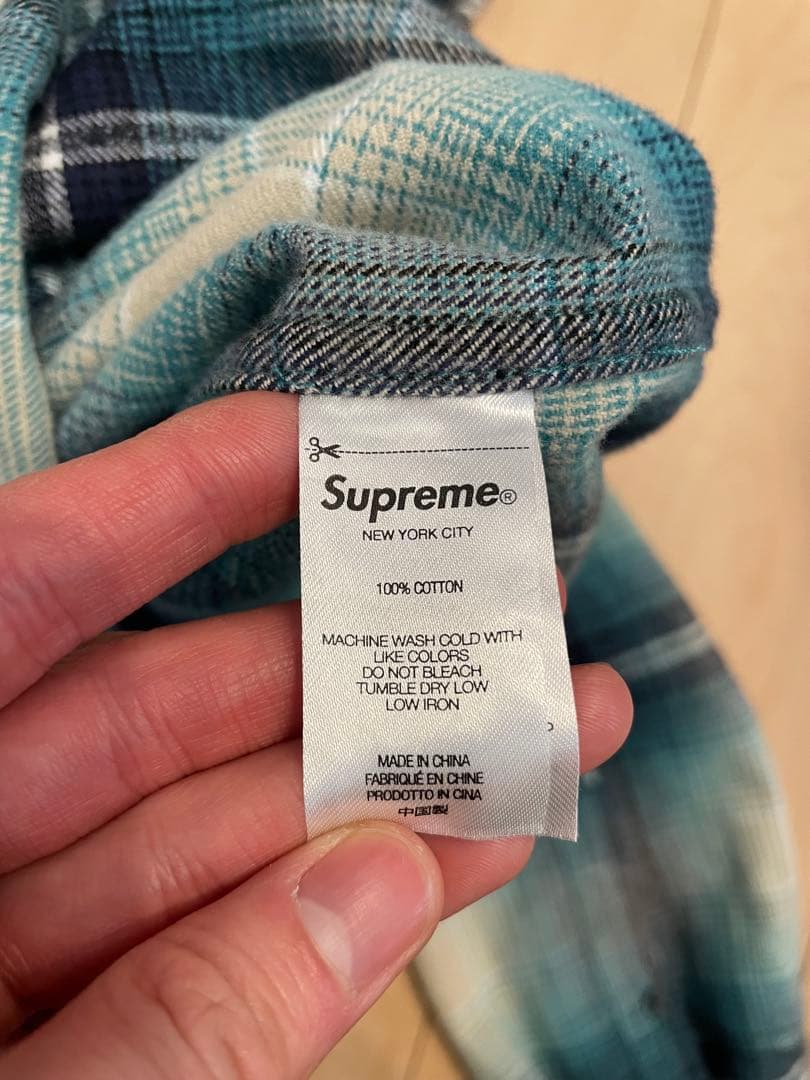 Supreme®
NEW YORK CITY
100% COTTON
MACHINE WASH COLD WITH
LIKE COLORS
DO NOT BLEACH
TUMBLE DRY LOW
LOW IRON
MADE IN CHINA
FABRIQUÉ EN CHINE
PRODOTTO IN CINA
中国製